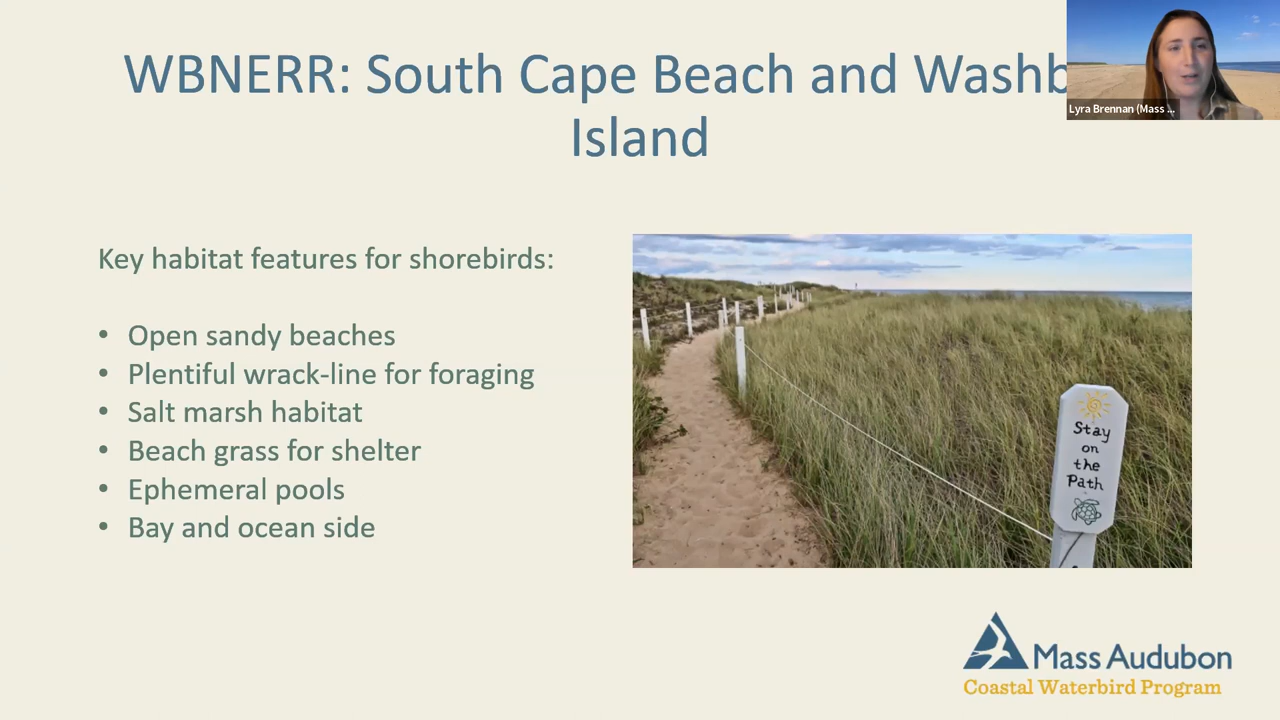 WBNERR: South Cape Beach and Washb
Island
Lyra Brennan (Mass ...
Key habitat features for shorebirds:
• Open sandy beaches
• Plentiful wrack-line for foraging
• Salt marsh habitat
• Beach grass for shelter
• Ephemeral pools
• Bay and ocean side
Stay
on
the
Path
Mass Audubon
Coastal Waterbird Program